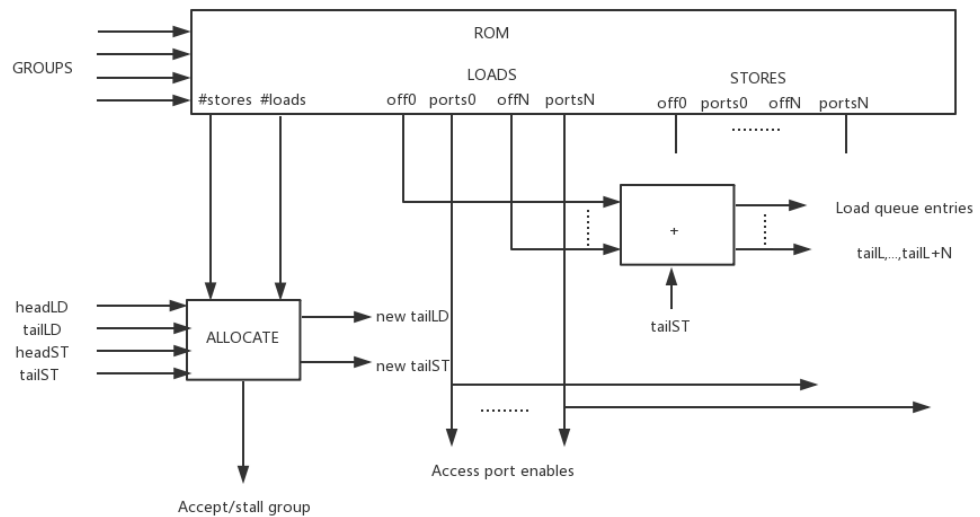 ROM
GROUPS
LOADS
STORES
#stores #loads off0 ports0 offN portsN
off0 ports0 offN portsN
.........
Load queue entries
+
tailL,...,tailL+N
headLD
tailLD
headST
tailST
ALLOCATE
new tailLD
new tailST
tailST
.........
Access port enables
Accept/stall group